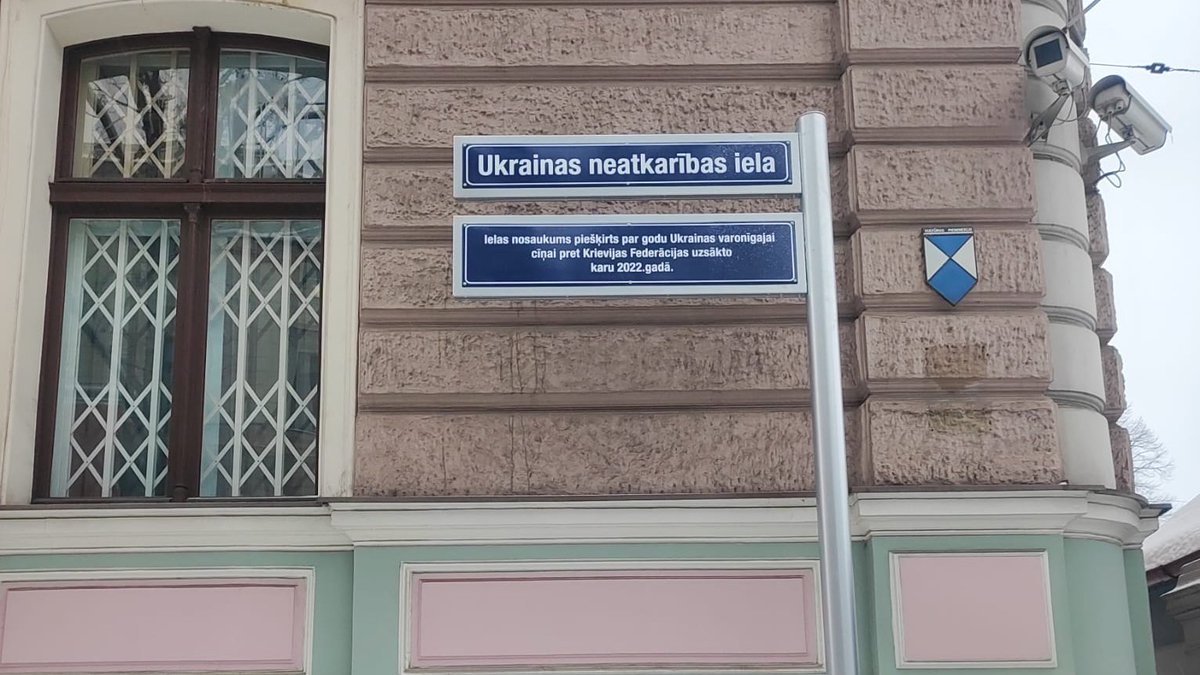 Ukrainas neatkarības iela
Ielas nosaukums piešķirts par godu Ukrainas varonīgajai
cīņai pret Krievijas Federācijas uzsākto
karu 2022.gadā.